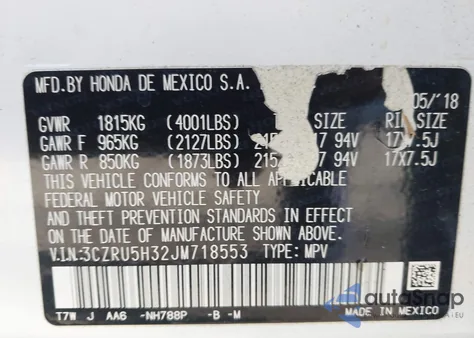 MFD.BY HONDA DE MEXICO S.A. 05/'18
GVWR 1815KG (4001LBS) SIZE RI SIZE
GAWR F 965KG (2127LBS) 215 7 94V 17X7.5J
GAWR R 850KG (1873LBS) 215 17 94V 17X7.5J
THIS VEHICLE CONFORMS TO ALL
FEDERAL MOTOR VEHICLE SAFETY
AND THEFT PREVENTION STANDARDS IN EFFECT
ON THE DATE OF MANUFACTURE SHOWN ABOVE.
V.I.N.:3CZRU5H32JM718553 TYPE: MPV
T7W J AA6 -NH788P -B -M
MADE IN MEXICO
autosnap